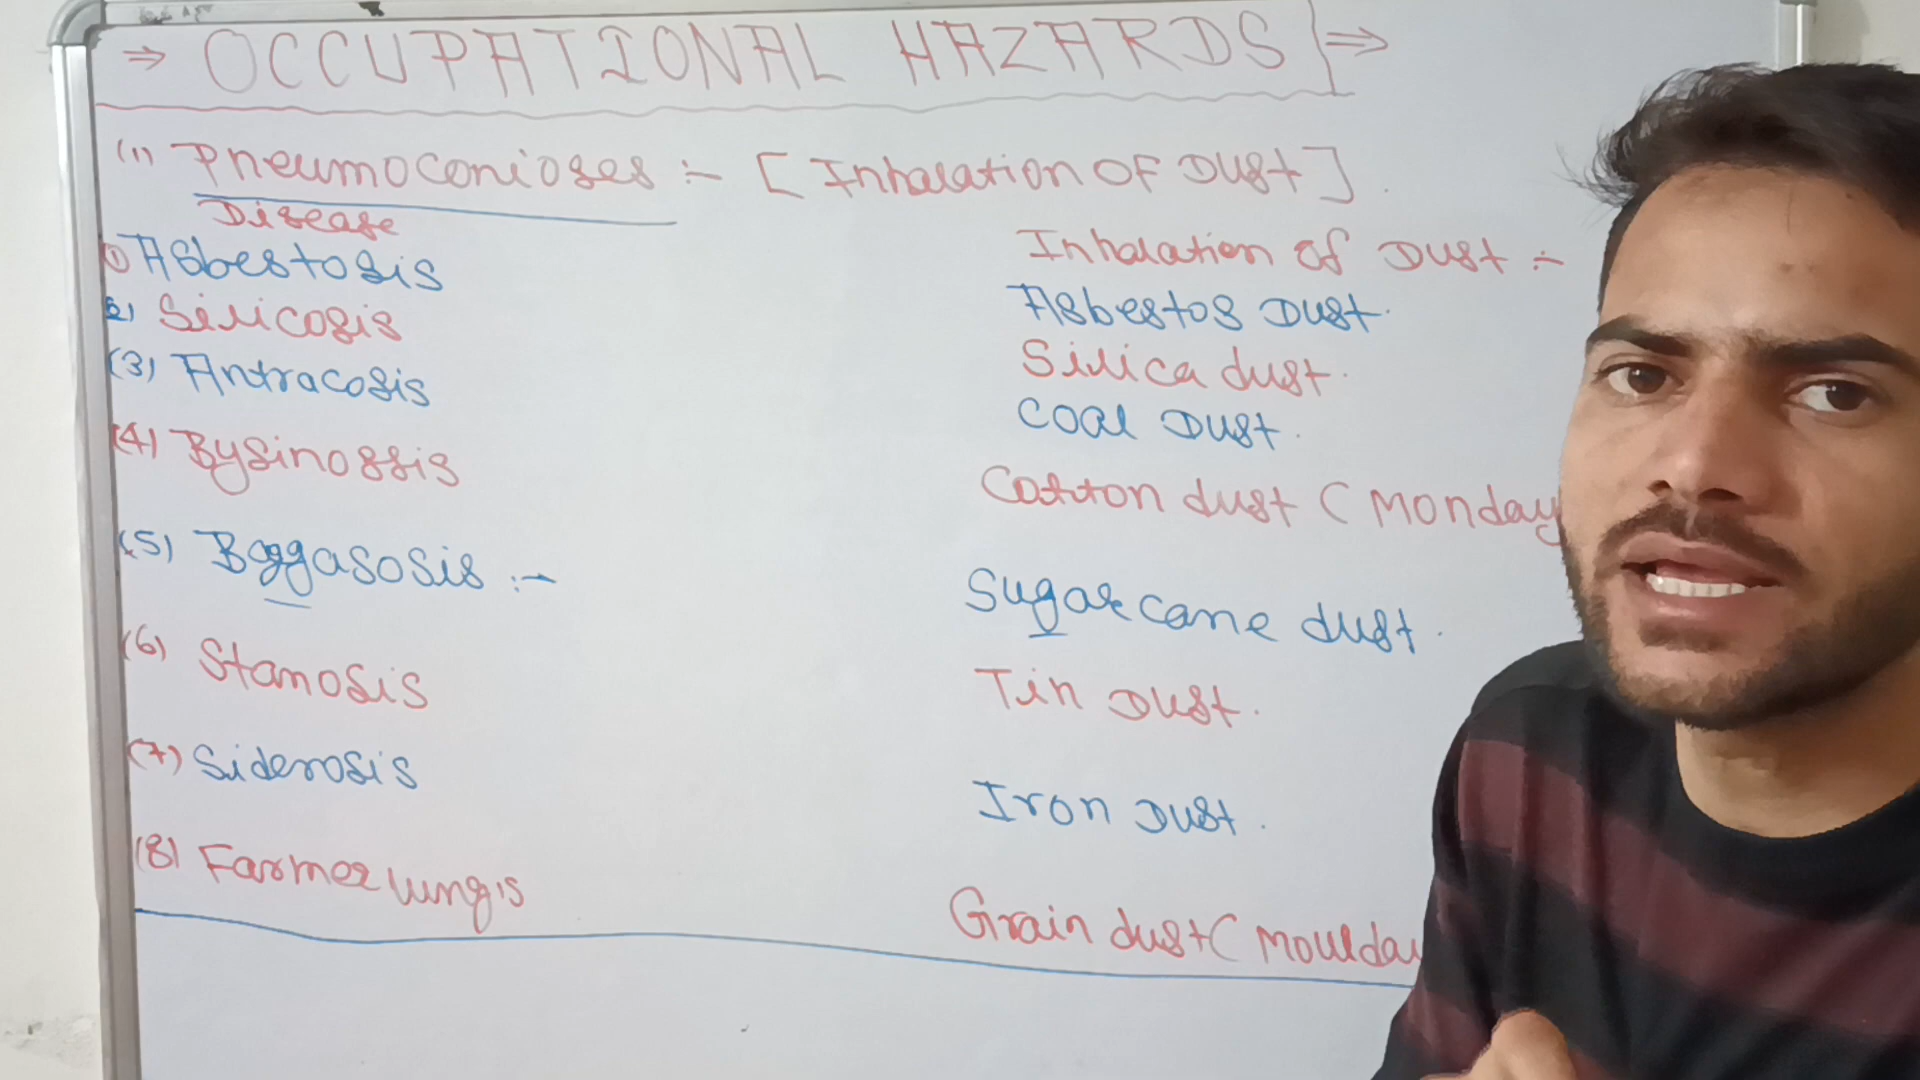 ⇒ OCCUPATIONAL HAZARDS ⇒
(1) Pneumoconioses :- [Inhalation OF Dust]
Disease
Inhalation of Dust :-
(1) Asbestosis
Asbestos Dust.
(2) Silicosis
Silica dust.
(3) Antracosis
Coal Dust.
(4) Bysinossis
Cotton dust (Monday
(5) Baggasosis :-
Sugarcane dust.
(6) Stanosis
Tin Dust.
(7) Siderosis
Iron Dust.
(8) Farmer lungis
Grain dust (Moulday